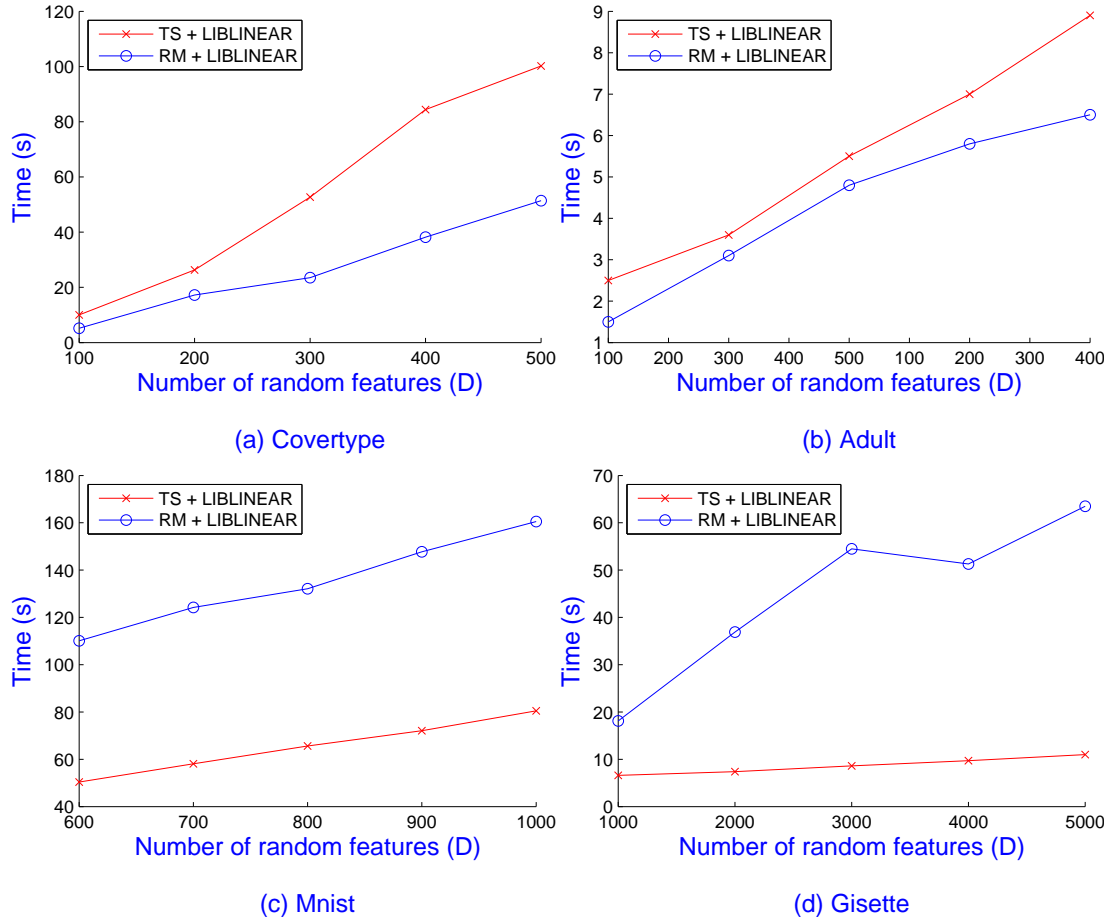 120
100
80
60
40
20
0
Time (s)
TS + LIBLINEAR
RM + LIBLINEAR
100 200 300 400 500
Number of random features (D)
(a) Covertype
9
8
7
6
5
4
3
2
1
Time (s)
TS + LIBLINEAR
RM + LIBLINEAR
100 200 300 400 500 100 200 300 400
Number of random features (D)
(b) Adult
180
160
140
120
100
80
60
40
Time (s)
TS + LIBLINEAR
RM + LIBLINEAR
600 700 800 900 1000
Number of random features (D)
(c) Mnist
70
60
50
40
30
20
10
0
Time (s)
TS + LIBLINEAR
RM + LIBLINEAR
1000 2000 3000 4000 5000
Number of random features (D)
(d) Gisette